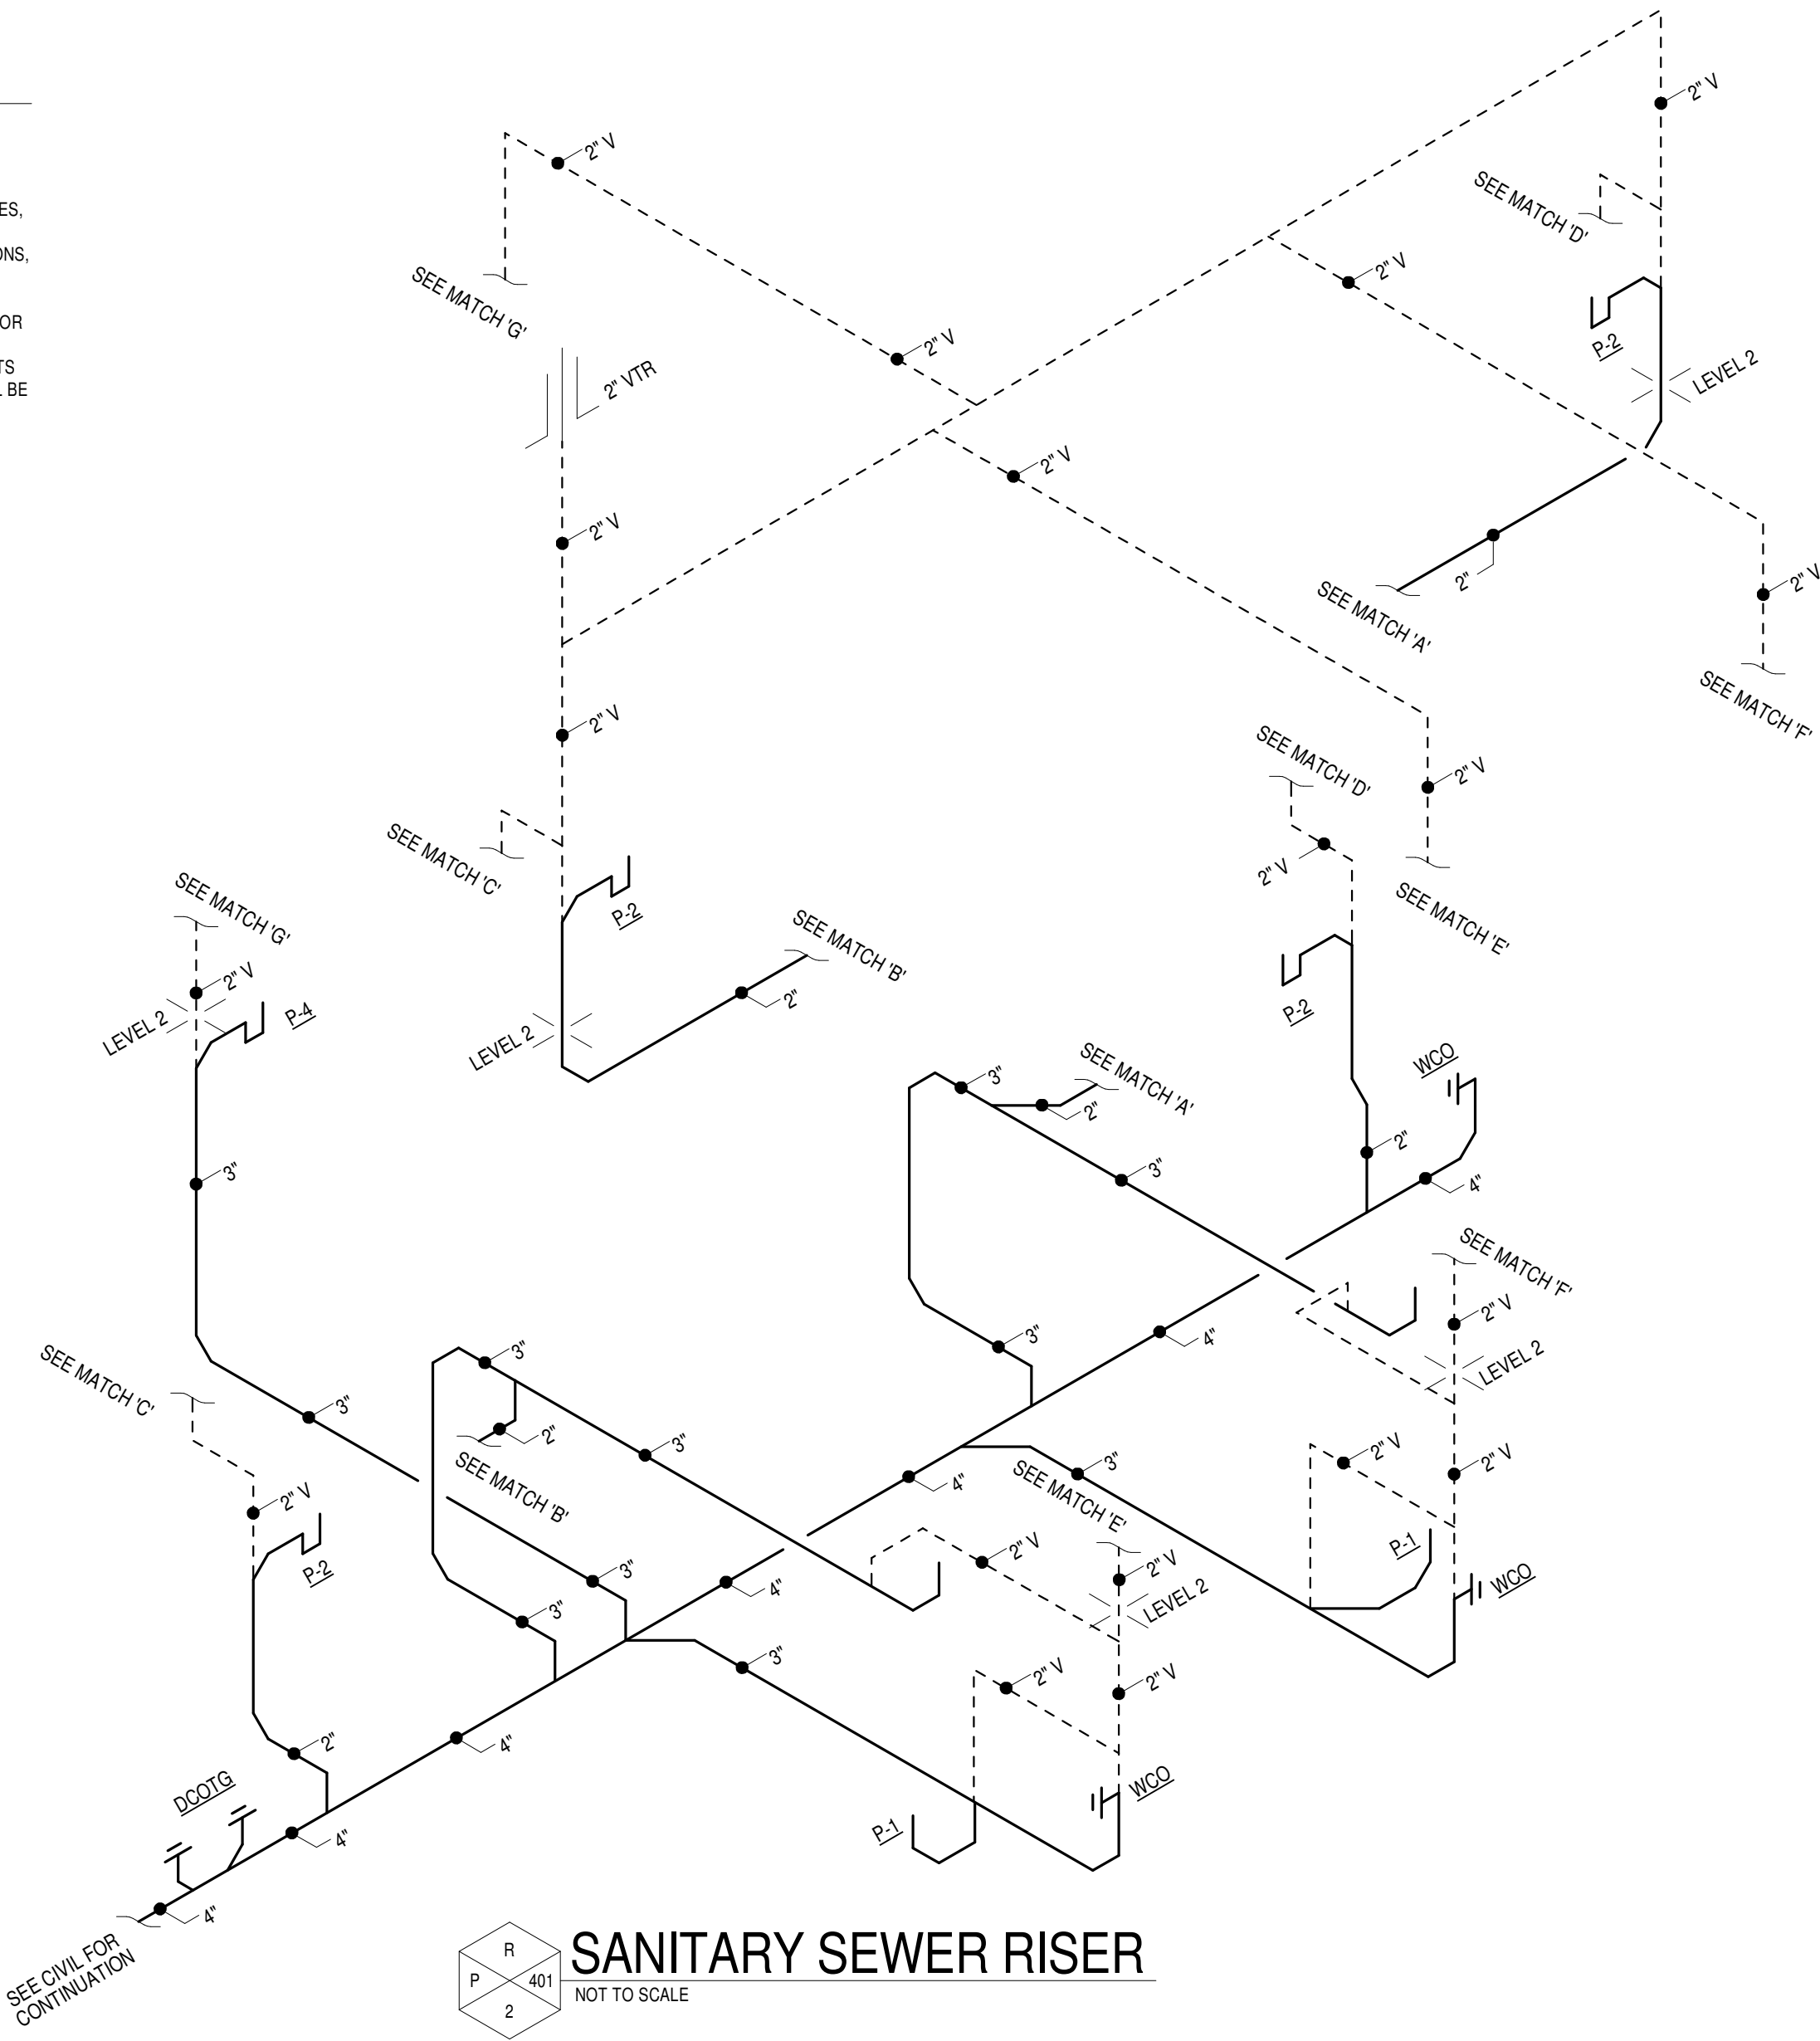 ES,
ONS,
OR
TS
L BE
2" V
2" V
SEE MATCH 'D'
SEE MATCH 'G'
2" V
2" V
P-2
LEVEL 2
2" VTR
2" V
2" V
2"
SEE MATCH 'A'
2" V
SEE MATCH 'F'
2" V
SEE MATCH 'D'
2" V
2" V
SEE MATCH 'C'
SEE MATCH 'E'
SEE MATCH 'G'
P-2
SEE MATCH 'B'
2" V
2"
LEVEL 2
P-4
LEVEL 2
P-2
WCO
3"
SEE MATCH 'A'
2"
3"
3"
2"
4"
SEE MATCH 'F'
2" V
LEVEL 2
3"
4"
SEE MATCH 'C'
3"
3"
2"
3"
SEE MATCH 'B'
4"
SEE MATCH 'E'
3"
2" V
2" V
2" V
P-2
P-1
WCO
3"
3"
4"
2" V
2" V
LEVEL 2
3"
2" V
2" V
2"
4"
WCO
DCOTG
4"
P-1
4"
SEE CIVIL FOR
CONTINUATION
R
P
401
2
SANITARY SEWER RISER
NOT TO SCALE